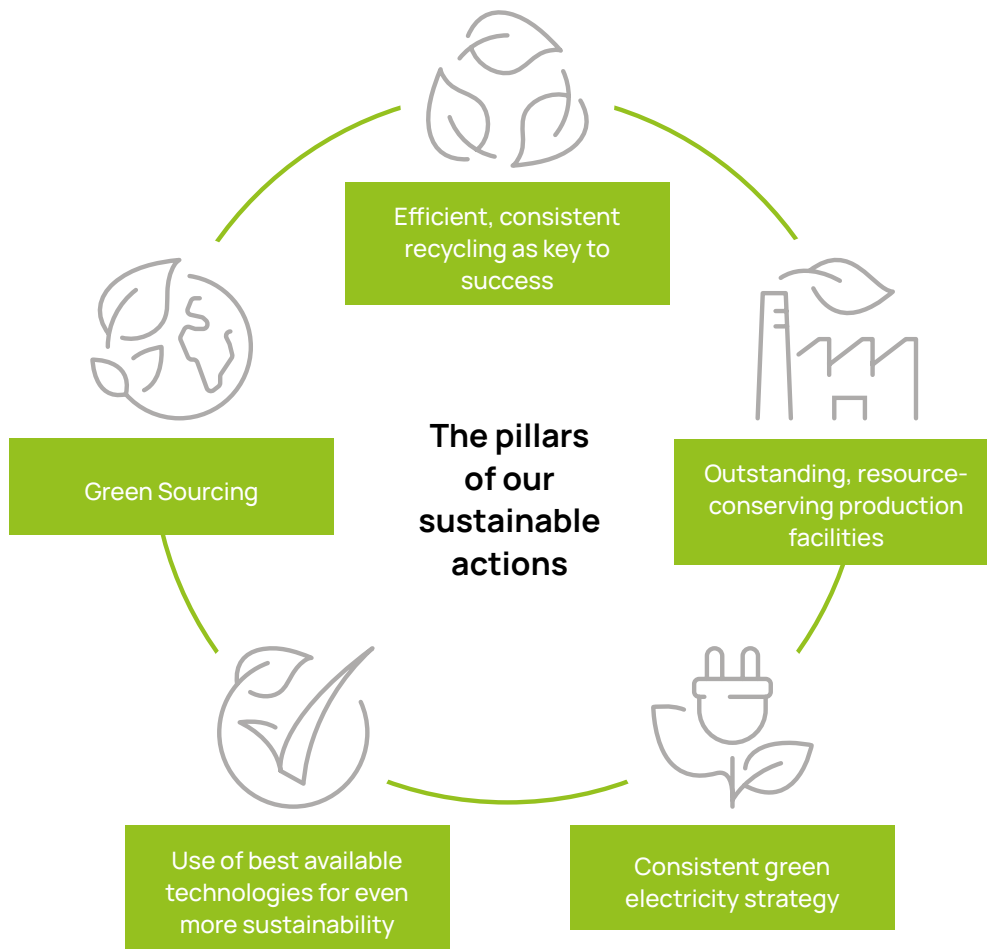 Efficient, consistent
recycling as key to
success
Green Sourcing
The pillars
of our
sustainable
actions
Outstanding, resource-
conserving production
facilities
Use of best available
technologies for even
more sustainability
Consistent green
electricity strategy